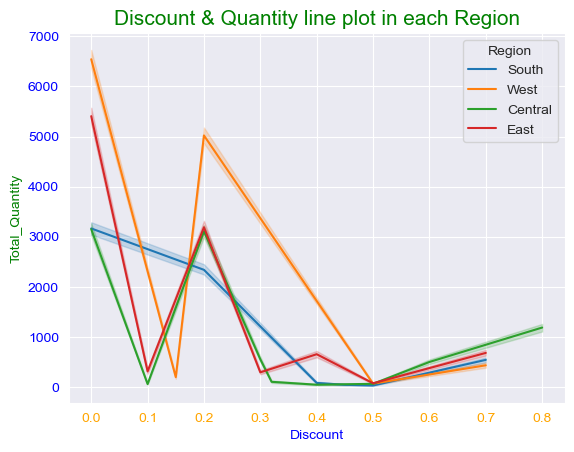 Discount & Quantity line plot in each Region
Region
South
West
Central
East
Total_Quantity
7000
6000
5000
4000
3000
2000
1000
0
0.0 0.1 0.2 0.3 0.4 0.5 0.6 0.7 0.8
Discount